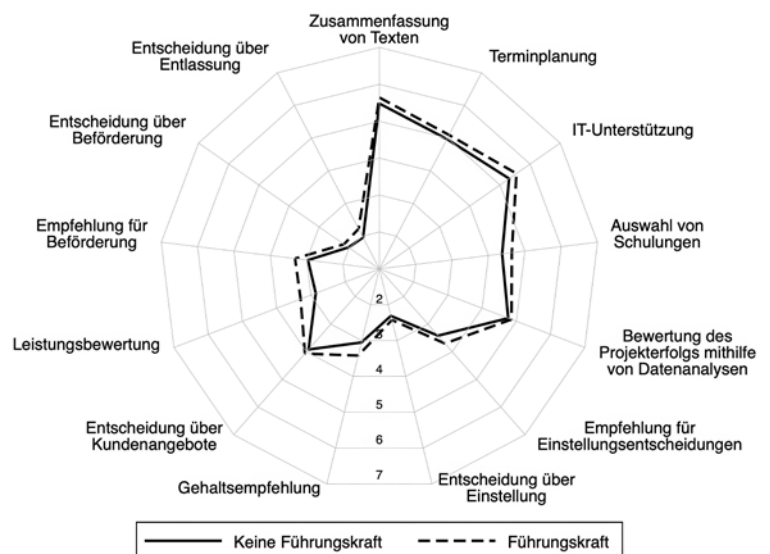 Zusammenfassung
von Texten
Terminplanung
IT-Unterstützung
Auswahl von
Schulungen
Bewertung des
Projekterfolgs mithilfe
von Datenanalysen
Empfehlung für
Einstellungsentscheidungen
Entscheidung über
Einstellung
Gehaltsempfehlung
Entscheidung über
Kundenangebote
Leistungsbewertung
Empfehlung für
Beförderung
Entscheidung über
Beförderung
Entscheidung über
Entlassung
2
3
4
5
6
7
Keine Führungskraft
Führungskraft